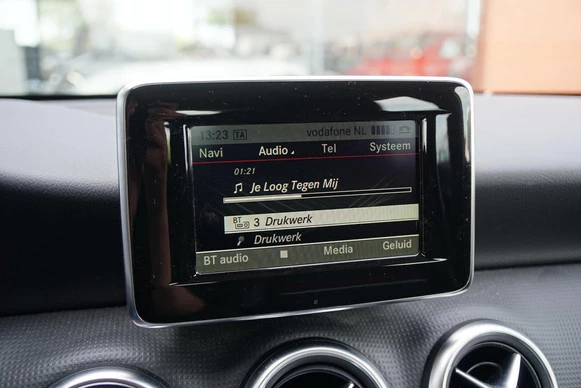 13:23 TA vodafone NL
Navi Audio Tel Systeem
01:21
Je Loog Tegen Mij
BT 3 Drukwerk
Drukwerk
BT audio Media Geluid